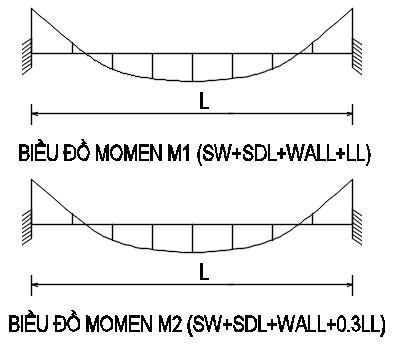 L
BIỂU ĐỒ MOMEN M1 (SW+SDL+WALL+LL)
L
BIỂU ĐỒ MOMEN M2 (SW+SDL+WALL+0.3LL)